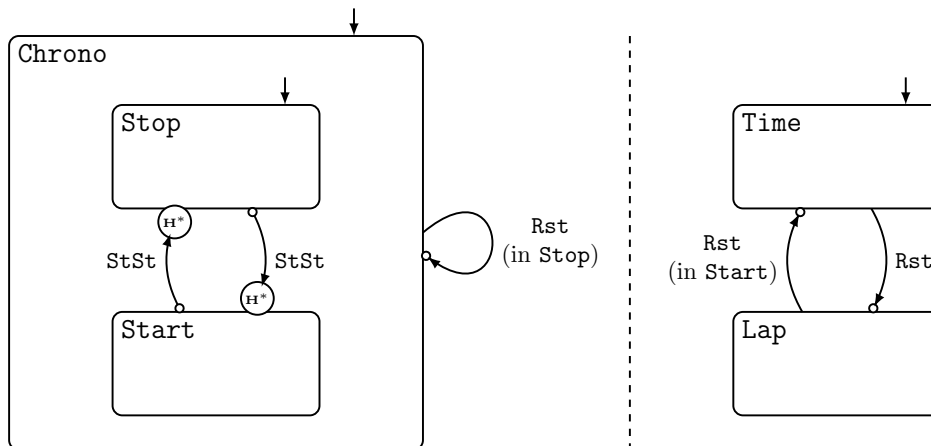 Chrono
Stop
H*
StSt
StSt
H*
Start
Rst
(in Stop)
Time
Rst
(in Start)
Rst
Lap